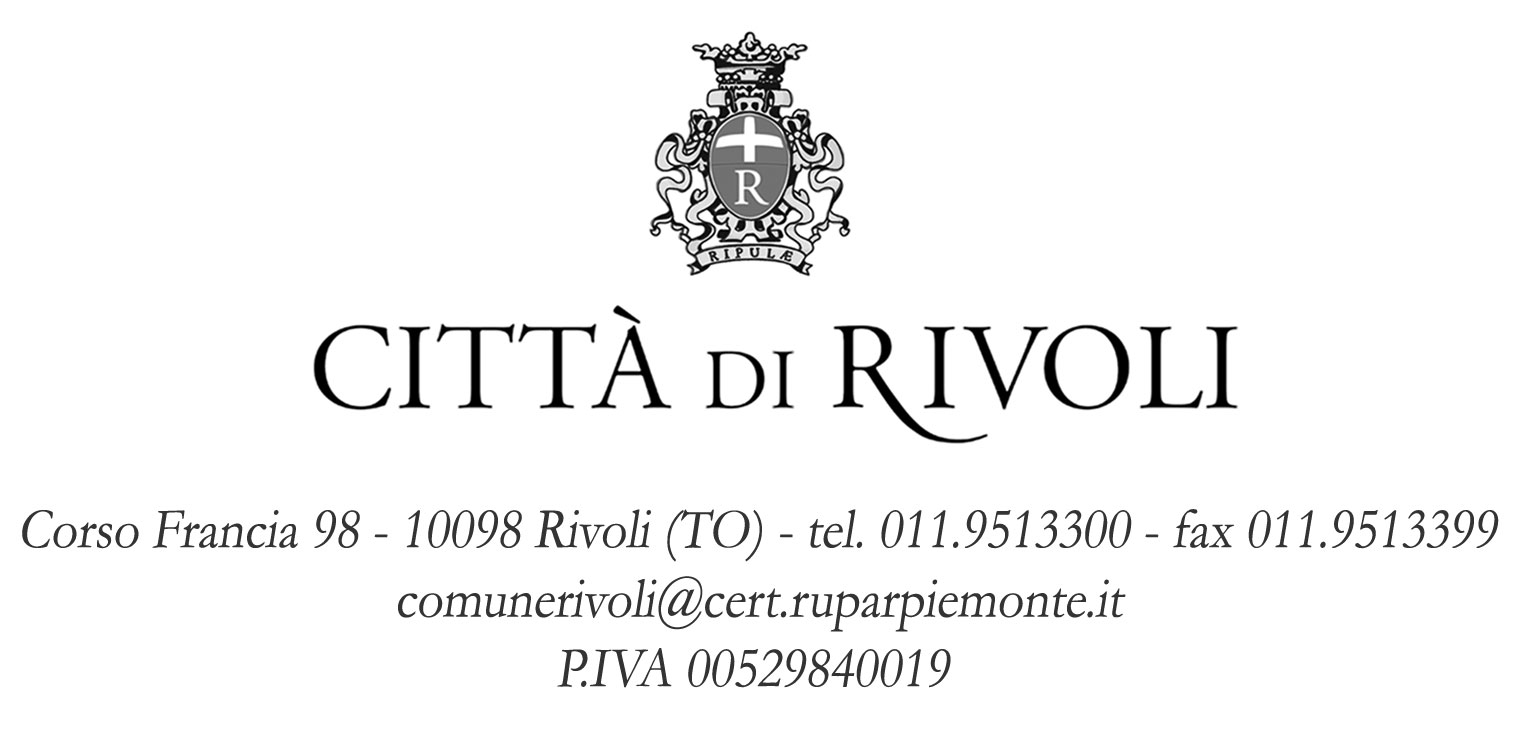 R
RIPULÆ
CITTÀ DI RIVOLI
Corso Francia 98 - 10098 Rivoli (TO) - tel. 011.9513300 - fax 011.9513399
comunerivoli@cert.ruparpiemonte.it
P.IVA 00529840019